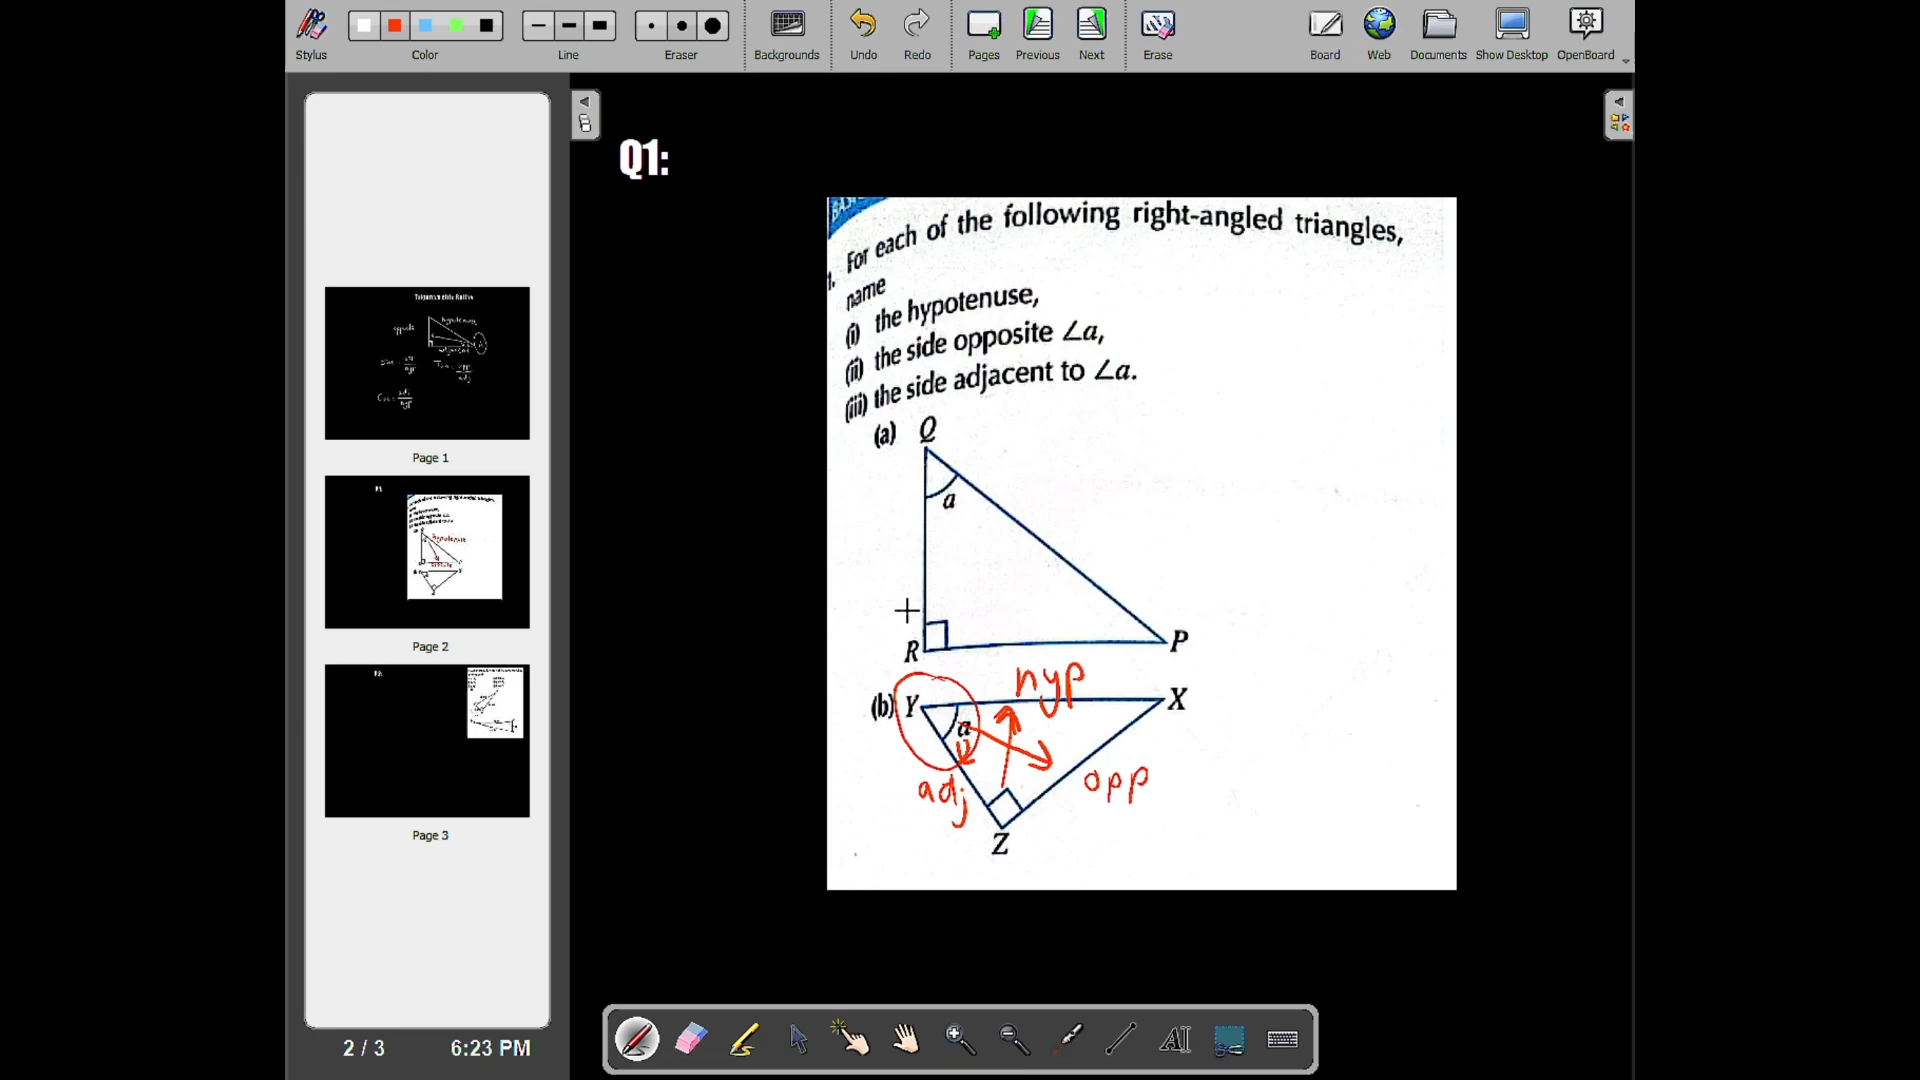 Stylus Color Line Eraser Backgrounds Undo Redo Pages Previous Next Erase Board Web Documents Show Desktop OpenBoard
Q1:
1. For each of the following right-angled triangles,
name
(i) the hypotenuse,
(ii) the side opposite ∠a,
(iii) the side adjacent to ∠a.
(a) Q
a
R
P
hyp
(b) Y
X
a
adj
opp
Z
Page 1
Page 2
Page 3
2 / 3 6:23 PM